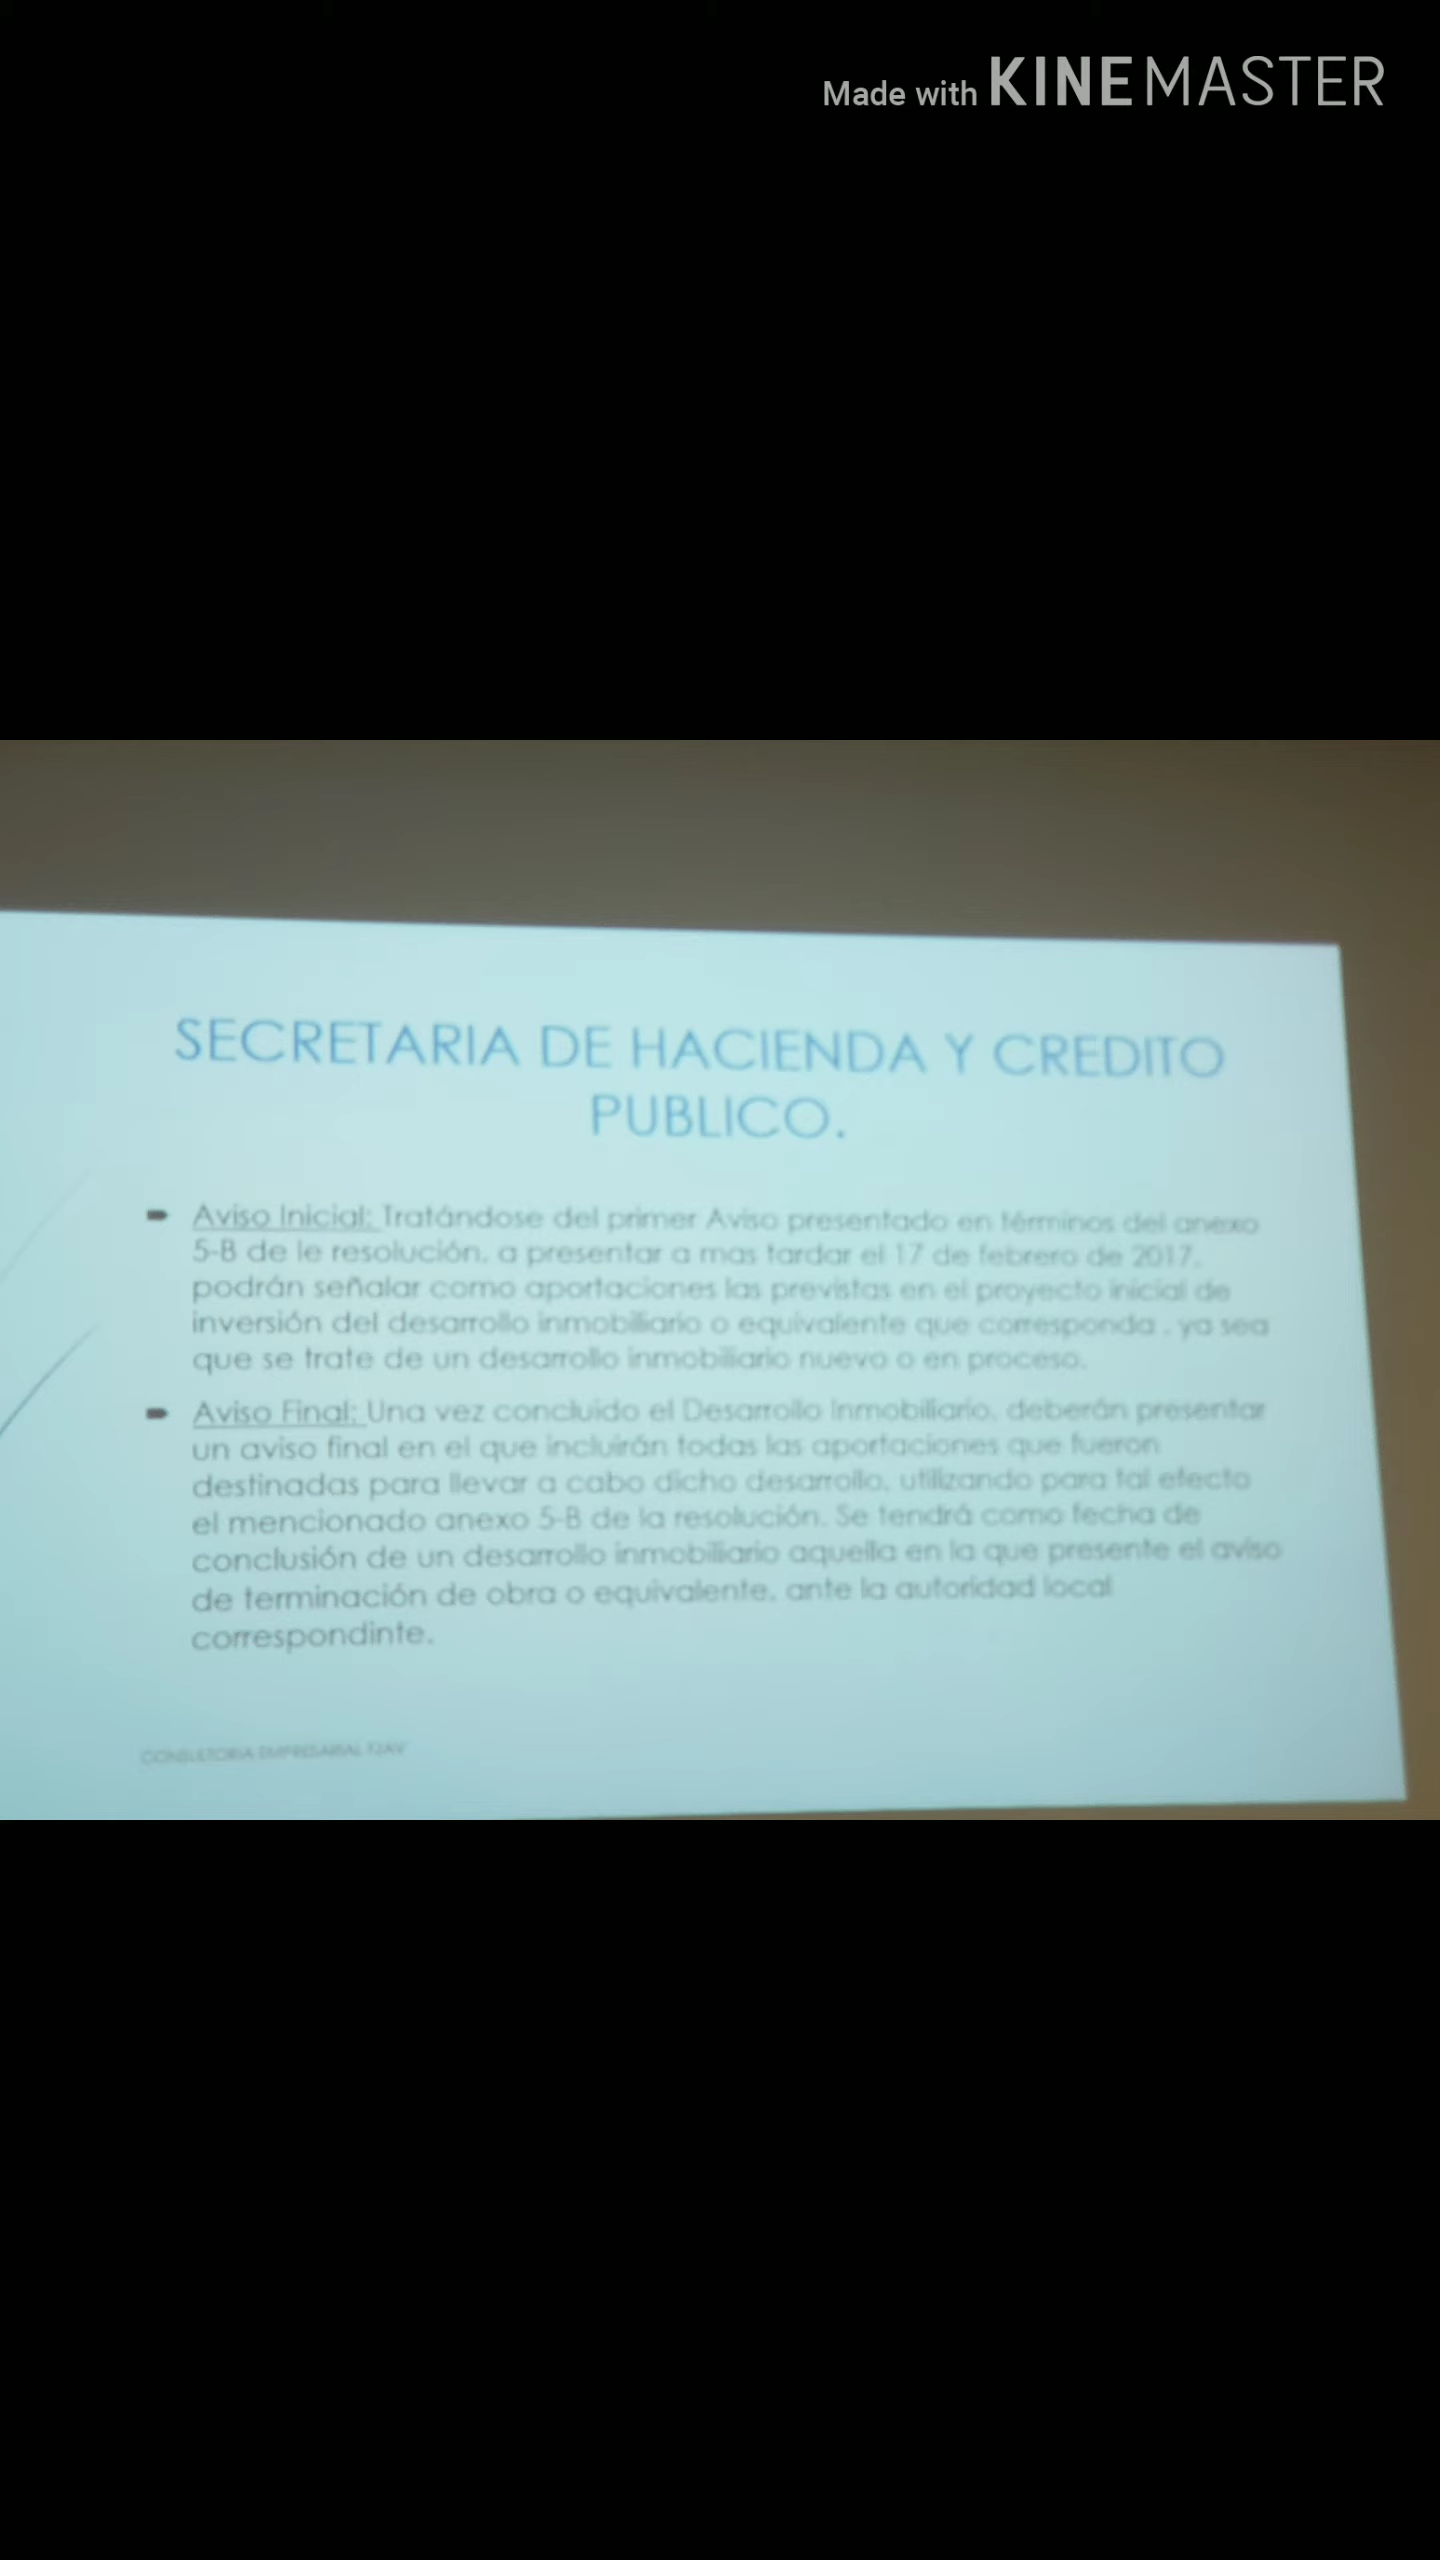 Made with KINEMASTER
SECRETARIA DE HACIENDA Y CREDITO
PUBLICO.
Aviso Inicial: Tratándose del primer Aviso presentado en términos del anexo
5-B de le resolución, a presentar a mas tardar el 17 de febrero de 2017,
podrán señalar como aportaciones las previstas en el proyecto inicial de
inversión del desarrollo inmobiliario o equivalente que corresponda , ya sea
que se trate de un desarrollo inmobiliario nuevo o en proceso.
Aviso Final: Una vez concluido el Desarrollo Inmobiliario, deberán presentar
un aviso final en el que incluirán todas las aportaciones que fueron
destinadas para llevar a cabo dicho desarrollo, utilizando para tal efecto
el mencionado anexo 5-B de la resolución. Se tendrá como fecha de
conclusión de un desarrollo inmobiliario aquella en la que presente el aviso
de terminación de obra o equivalente, ante la autoridad local
correspondinte.
CONSULTORIA EMPRESARIAL